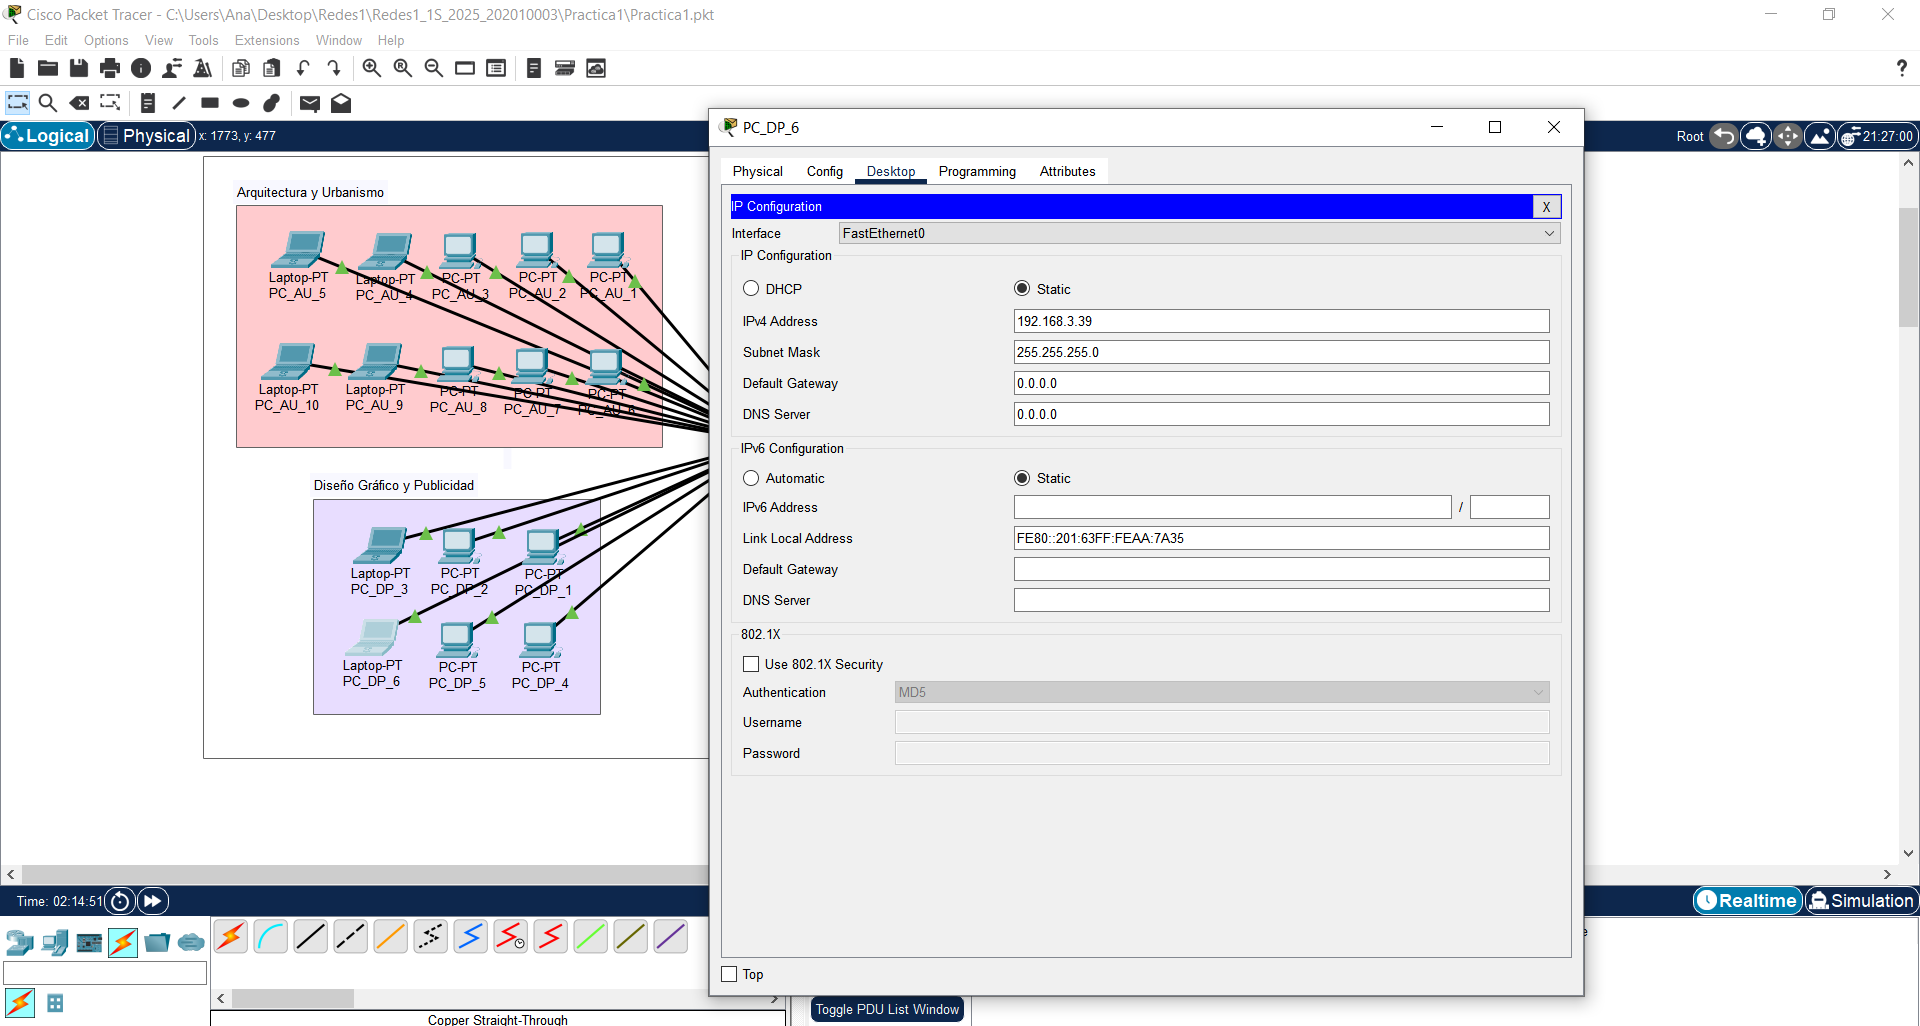 Cisco Packet Tracer - C:\Users\Ana\Desktop\Redes1\Redes1_1S_2025_202010003\Practica1\Practica1.pkt
File Edit Options View Tools Extensions Window Help
Logical Physical x: 1773, y: 477
Root 21:27:00
Arquitectura y Urbanismo
Laptop-PT Laptop-PT PC-PT PC-PT PC-PT
PC_AU_5 PC_AU_4 PC_AU_3 PC_AU_2 PC_AU_1
Laptop-PT Laptop-PT PC-PT PC-PT PC-PT
PC_AU_10 PC_AU_9 PC_AU_8 PC_AU_7 PC_AU_6
Diseño Gráfico y Publicidad
Laptop-PT PC-PT PC-PT
PC_DP_3 PC_DP_2 PC_DP_1
Laptop-PT PC-PT PC-PT
PC_DP_6 PC_DP_5 PC_DP_4
PC_DP_6
Physical Config Desktop Programming Attributes
IP Configuration X
Interface FastEthernet0
IP Configuration
DHCP Static
IPv4 Address 192.168.3.39
Subnet Mask 255.255.255.0
Default Gateway 0.0.0.0
DNS Server 0.0.0.0
IPv6 Configuration
Automatic Static
IPv6 Address /
Link Local Address FE80::201:63FF:FEAA:7A35
Default Gateway
DNS Server
802.1X
Use 802.1X Security
Authentication MD5
Username
Password
Top
Time: 02:14:51
Realtime Simulation
Copper Straight-Through
Toggle PDU List Window